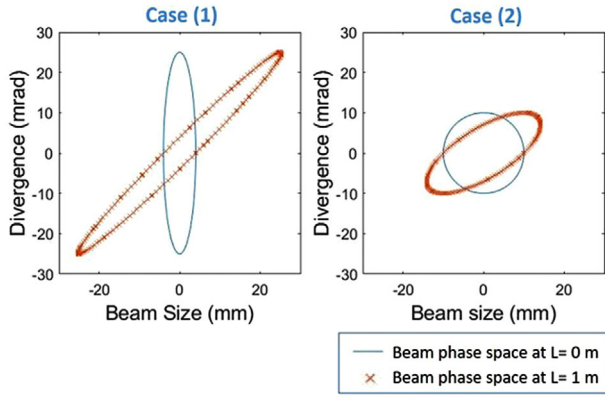 Case (1)
Divergence (mrad)
30
20
10
0
-10
-20
-30
-20
0
20
Beam Size (mm)
Case (2)
Divergence (mrad)
30
20
10
0
-10
-20
-30
-20
0
20
Beam size (mm)
Beam phase space at L= 0 m
Beam phase space at L= 1 m